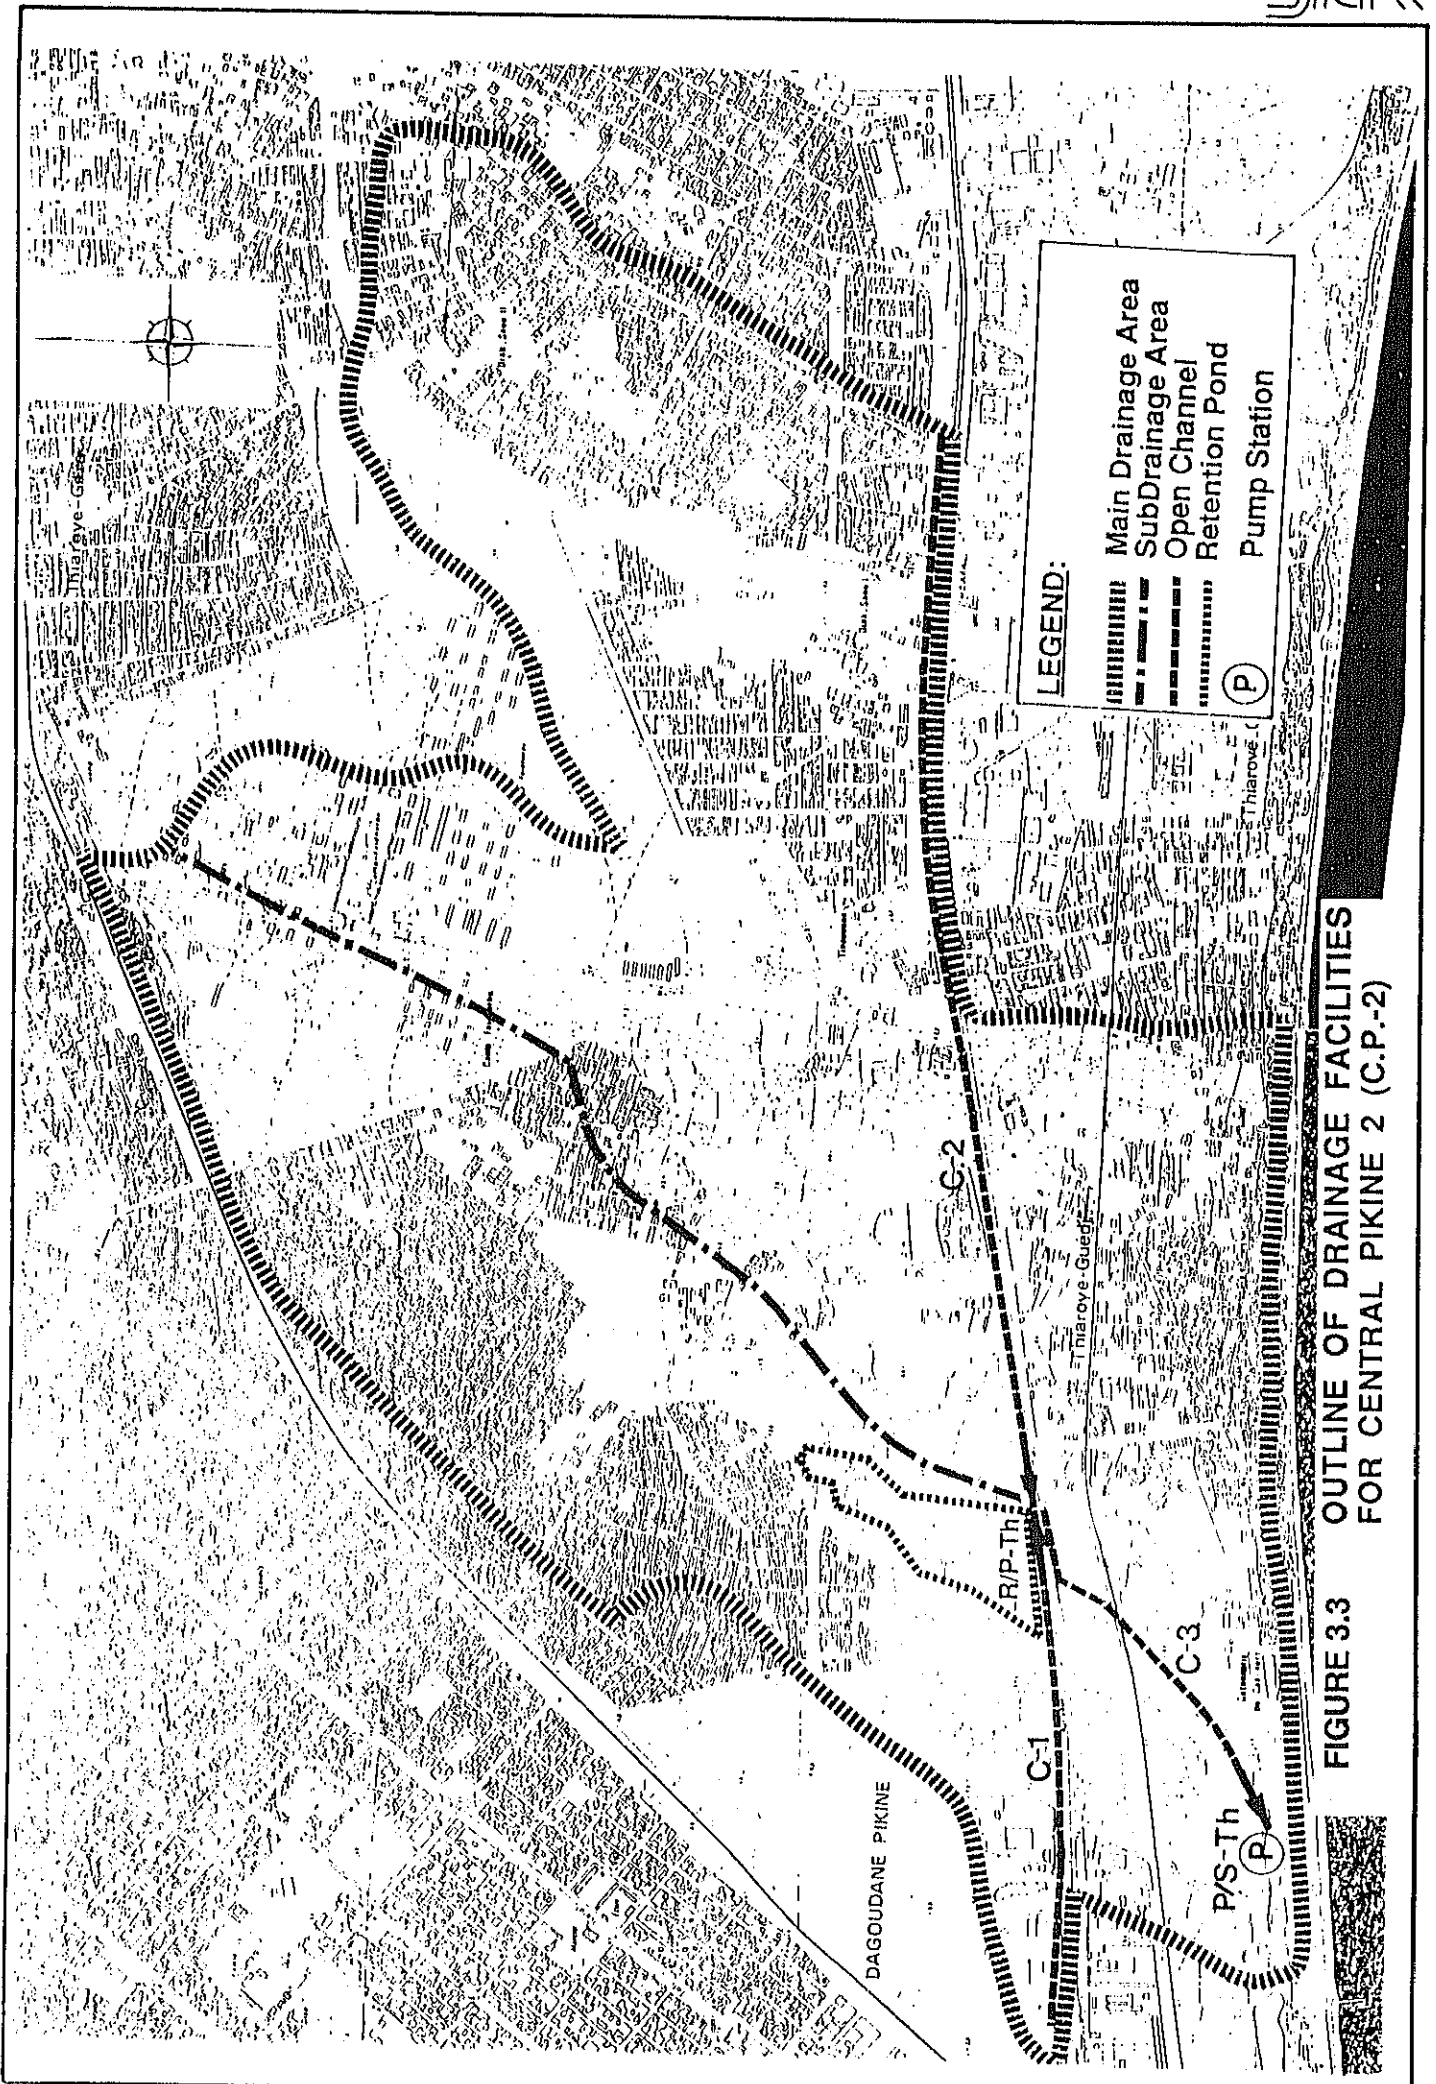 Thiaroye-Gare
LEGEND:
Main Drainage Area
SubDrainage Area
Open Channel
Retention Pond
P Pump Station
C-2
Thiaroye-Guedj
R/P-Th
C-1
C-3
DAGOUDANE PIKINE
P/S-Th
P
FIGURE 3.3 OUTLINE OF DRAINAGE FACILITIES
FOR CENTRAL PIKINE 2 (C.P.-2)